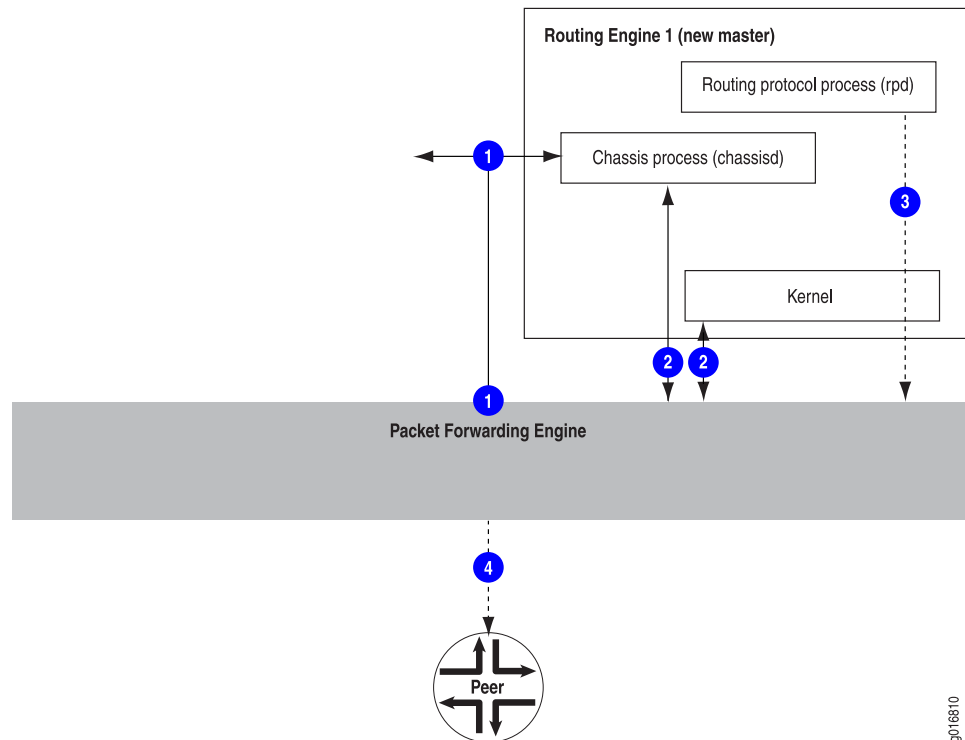 Routing Engine 1 (new master)
Routing protocol process (rpd)
1
Chassis process (chassisd)
3
Kernel
2
2
1
Packet Forwarding Engine
4
Peer
g016810